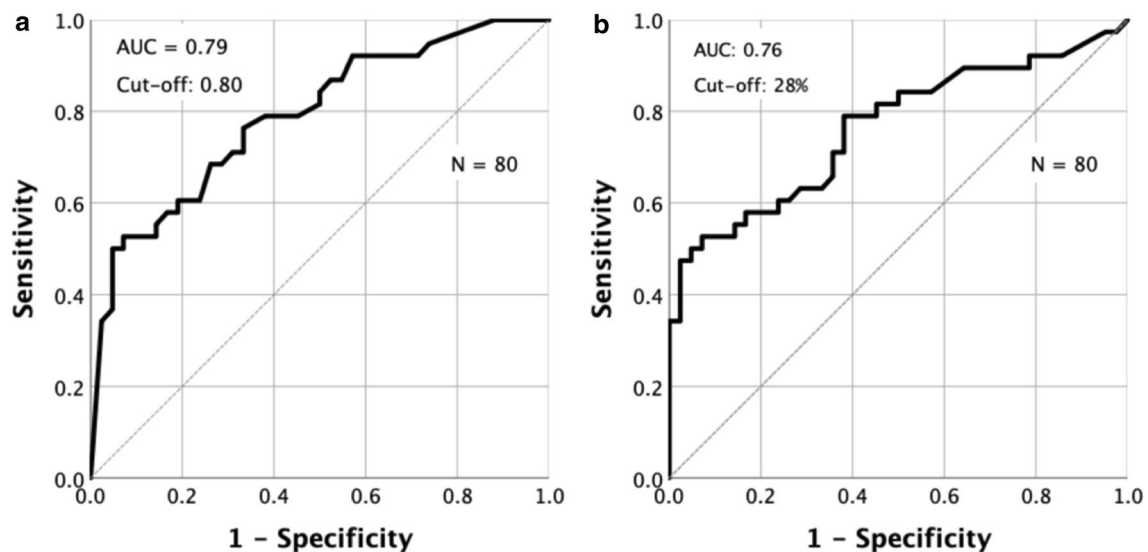 a
1.0
0.8
0.6
0.4
0.2
0.0
Sensitivity
AUC = 0.79
Cut-off: 0.80
N = 80
0.0 0.2 0.4 0.6 0.8 1.0
1 - Specificity
b
1.0
0.8
0.6
0.4
0.2
0.0
Sensitivity
AUC: 0.76
Cut-off: 28%
N = 80
0.0 0.2 0.4 0.6 0.8 1.0
1 - Specificity